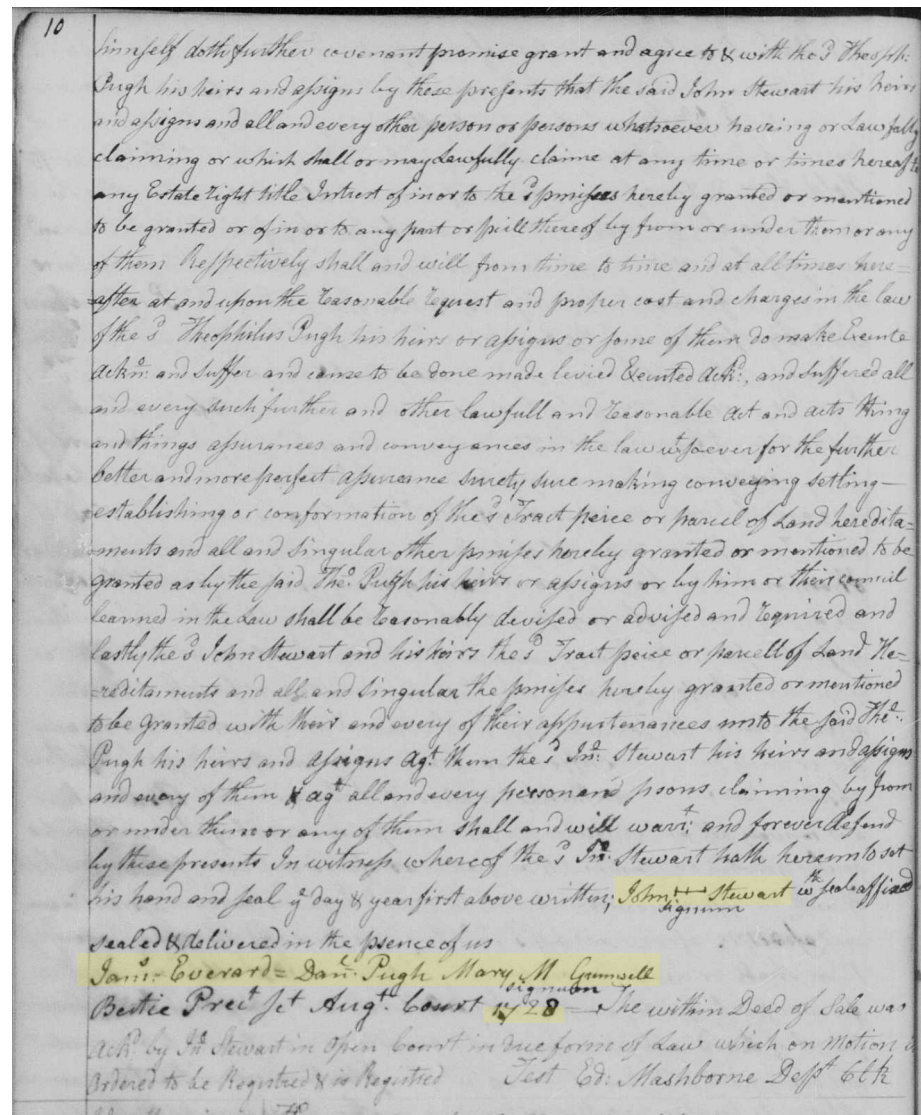 10
himself doth further covenant promise grant and agree to & with the sd. Theoph:
Pugh his heirs and assigns by these presents that the said John Stewart his heirs
and assigns and all and every other person or persons whatsoever haveing or Lawfully
claiming or which shall or may Lawfully claime at any time or times hereafte
any Estate right title Intrest of in or to the sd. pmises hereby granted or mentioned
to be granted or of in or to any part or psill thereof by from or under them or any
of them Respectively shall and will from time to time and at all times here=
=after at and upon the reasonable request and proper cost and charges in the law
of the sd. Theophilus Pugh his heirs or assigns or some of them do make Execute
Ackn: and suffer and cause to be done made levied Executed Ackd:, and suffered all
and every such further and other lawfull and reasonable Act and acts thing
and things assurances and conveyances in the law wtsoever for the further
better and more perfect assureance surety sure making conveying setling—
establishing or conformation of the sd. Tract peice or parcel of Land heredita=
=ments and all and singular other pmises hereby granted or mentioned to be
granted as by the said Theo. Pugh his heirs or assigns or by him or their council
learned in the Law shall be reasonably devised or advised and required and
lastly the sd. John Stewart and his heirs the sd. Tract peice or parcell of Land He=
=reditaments and all and Singular the pmises hereby granted or mentioned
to be granted with their and every of their appurtenances unto the said Theo:
Pugh his heirs and assigns agt. them the sd. Jno: Stewart his heirs and assigns
and every of them & agt all and every person and psons claiming by from
or under them or any of them shall and will warrt: and forever Defend
by these presents In witness whereof the sd. Jno: Stewart hath hereunto set
his hand and seal ye day & year first above written; John H Stewart wth seal affixed
signum
sealed & delivered in the psence of us
Jams:- Everard = Danl: Pugh Mary M Gumwell
signum
Bertie Prect. Sct Augt. Court 1728 — The within Deed of Sale was
Ackd. by Jno Stewart in Open Court in due form of Law which on Motion
Ordered to be Registred & is Registred Test Ed: Mashborne Depr Clk